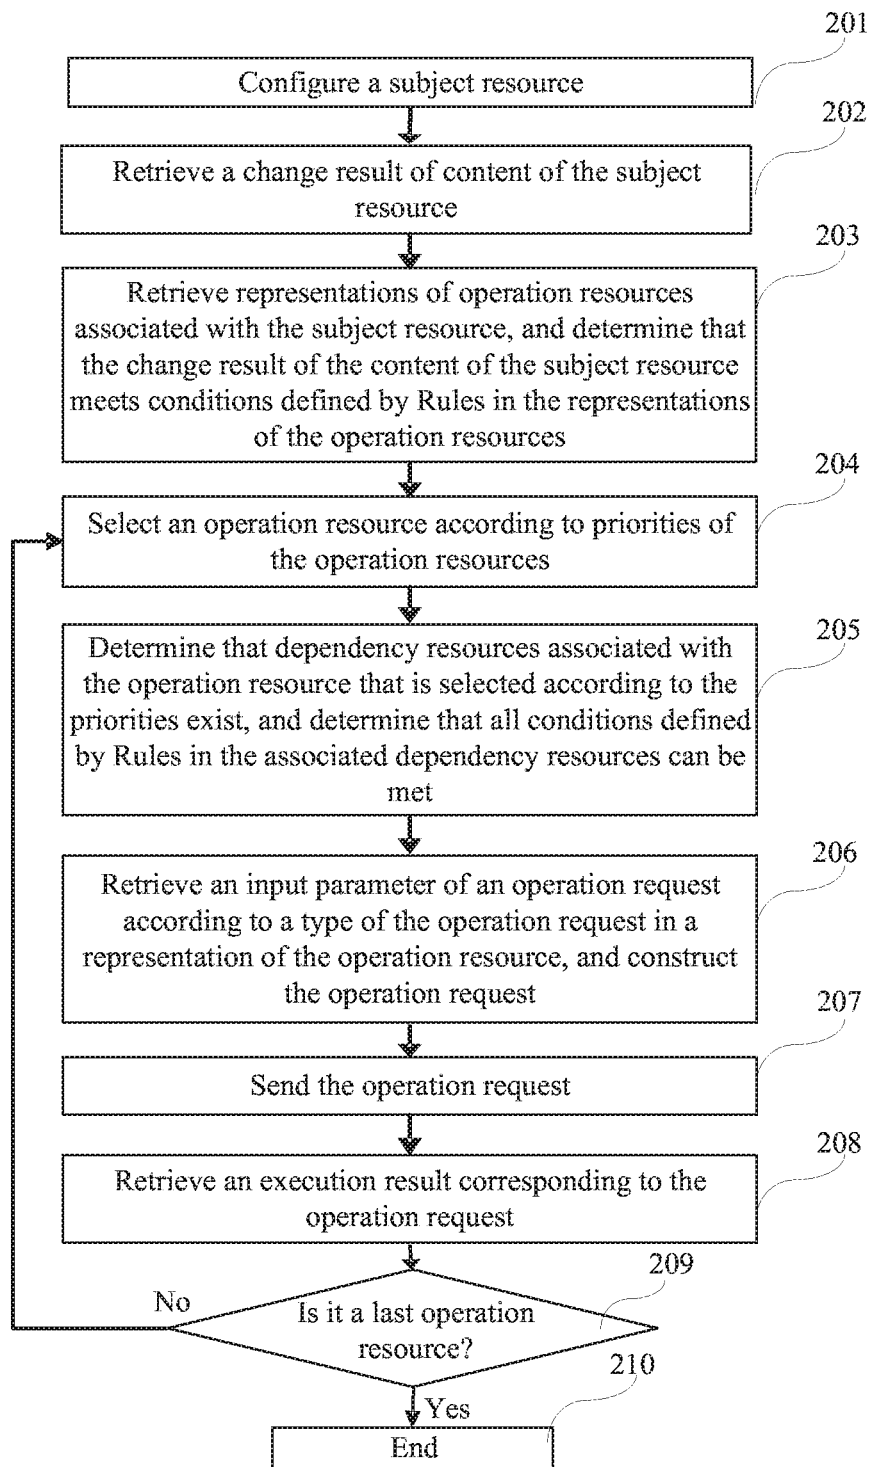 201
Configure a subject resource
202
Retrieve a change result of content of the subject
resource
203
Retrieve representations of operation resources
associated with the subject resource, and determine that
the change result of the content of the subject resource
meets conditions defined by Rules in the representations
of the operation resources
204
Select an operation resource according to priorities of
the operation resources
205
Determine that dependency resources associated with
the operation resource that is selected according to the
priorities exist, and determine that all conditions defined
by Rules in the associated dependency resources can be
met
206
Retrieve an input parameter of an operation request
according to a type of the operation request in a
representation of the operation resource, and construct
the operation request
207
Send the operation request
208
Retrieve an execution result corresponding to the
operation request
209
No
Is it a last operation
resource?
210
Yes
End